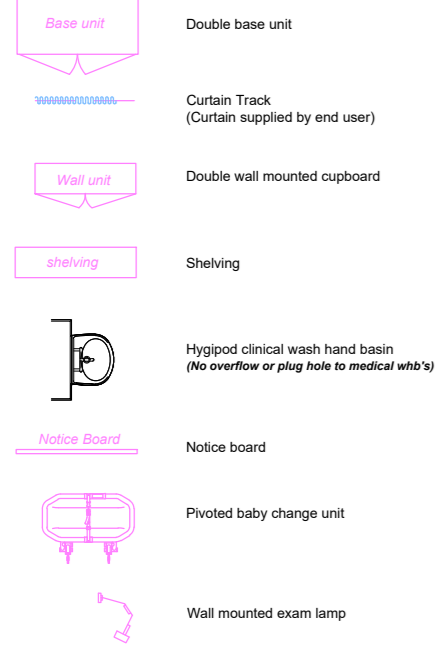 Base unit
Double base unit
Curtain Track
(Curtain supplied by end user)
Wall unit
Double wall mounted cupboard
shelving
Shelving
Hygipod clinical wash hand basin
(No overflow or plug hole to medical whb's)
Notice Board
Notice board
Pivoted baby change unit
Wall mounted exam lamp